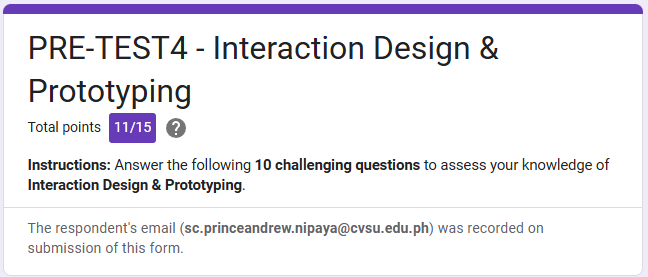 PRE-TEST4 - Interaction Design &
Prototyping
Total points 11/15 ?
Instructions: Answer the following 10 challenging questions to assess your knowledge of
Interaction Design & Prototyping.
The respondent's email (sc.princeandrew.nipaya@cvsu.edu.ph) was recorded on
submission of this form.